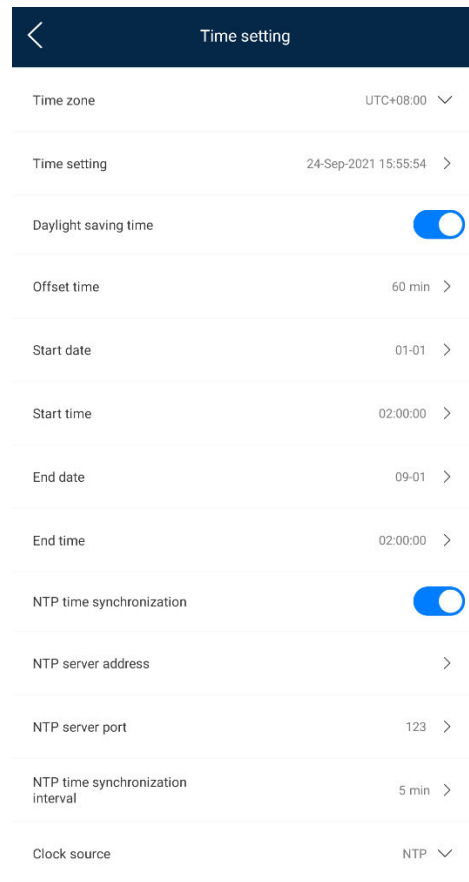 Time setting
Time zone UTC+08:00
Time setting 24-Sep-2021 15:55:54
Daylight saving time
Offset time 60 min
Start date 01-01
Start time 02:00:00
End date 09-01
End time 02:00:00
NTP time synchronization
NTP server address
NTP server port 123
NTP time synchronization
interval 5 min
Clock source NTP